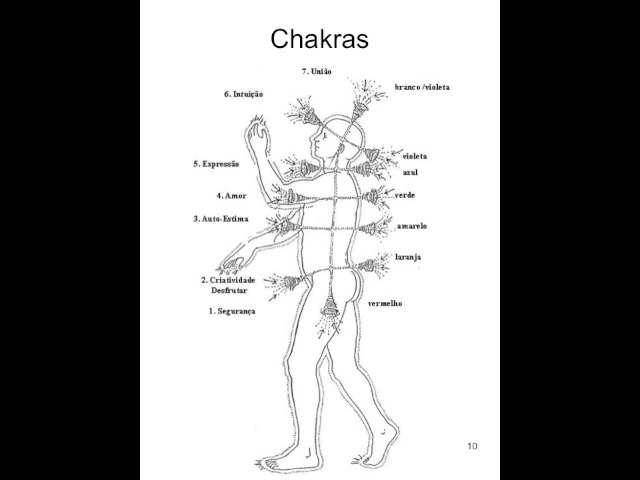 Chakras
7. União
branco /violeta
6. Intuição
violeta
5. Expressão
azul
4. Amor
verde
3. Auto-Estima
amarelo
laranja
2. Criatividade
Desfrutar
vermelho
1. Segurança
10